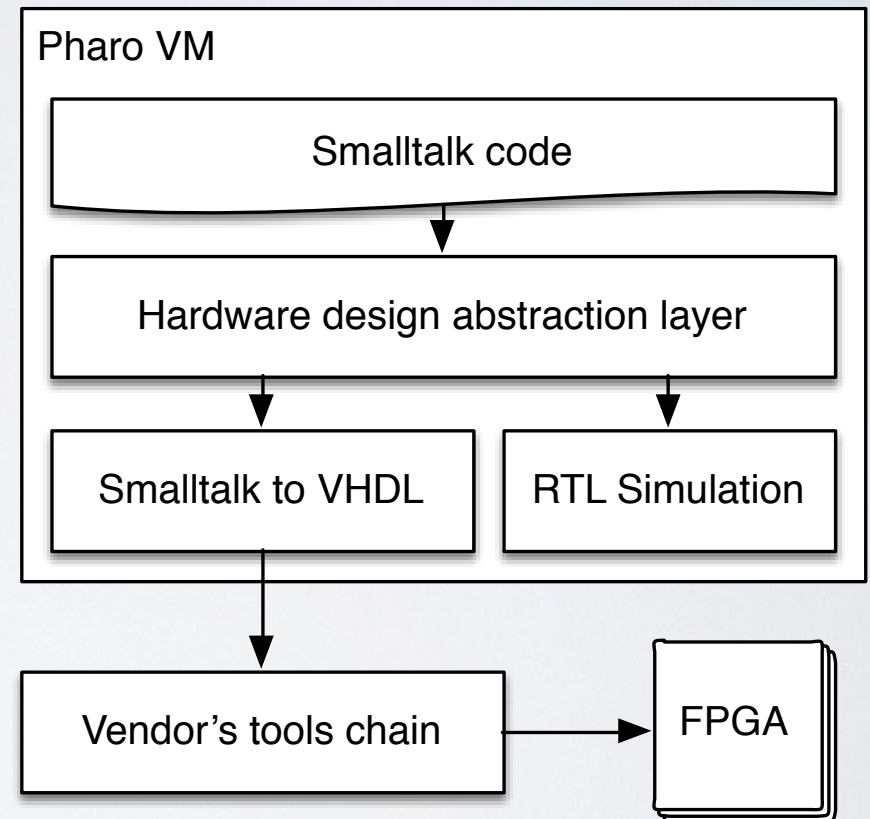 Pharo VM
Smalltalk code
Hardware design abstraction layer
Smalltalk to VHDL
RTL Simulation
Vendor’s tools chain
FPGA